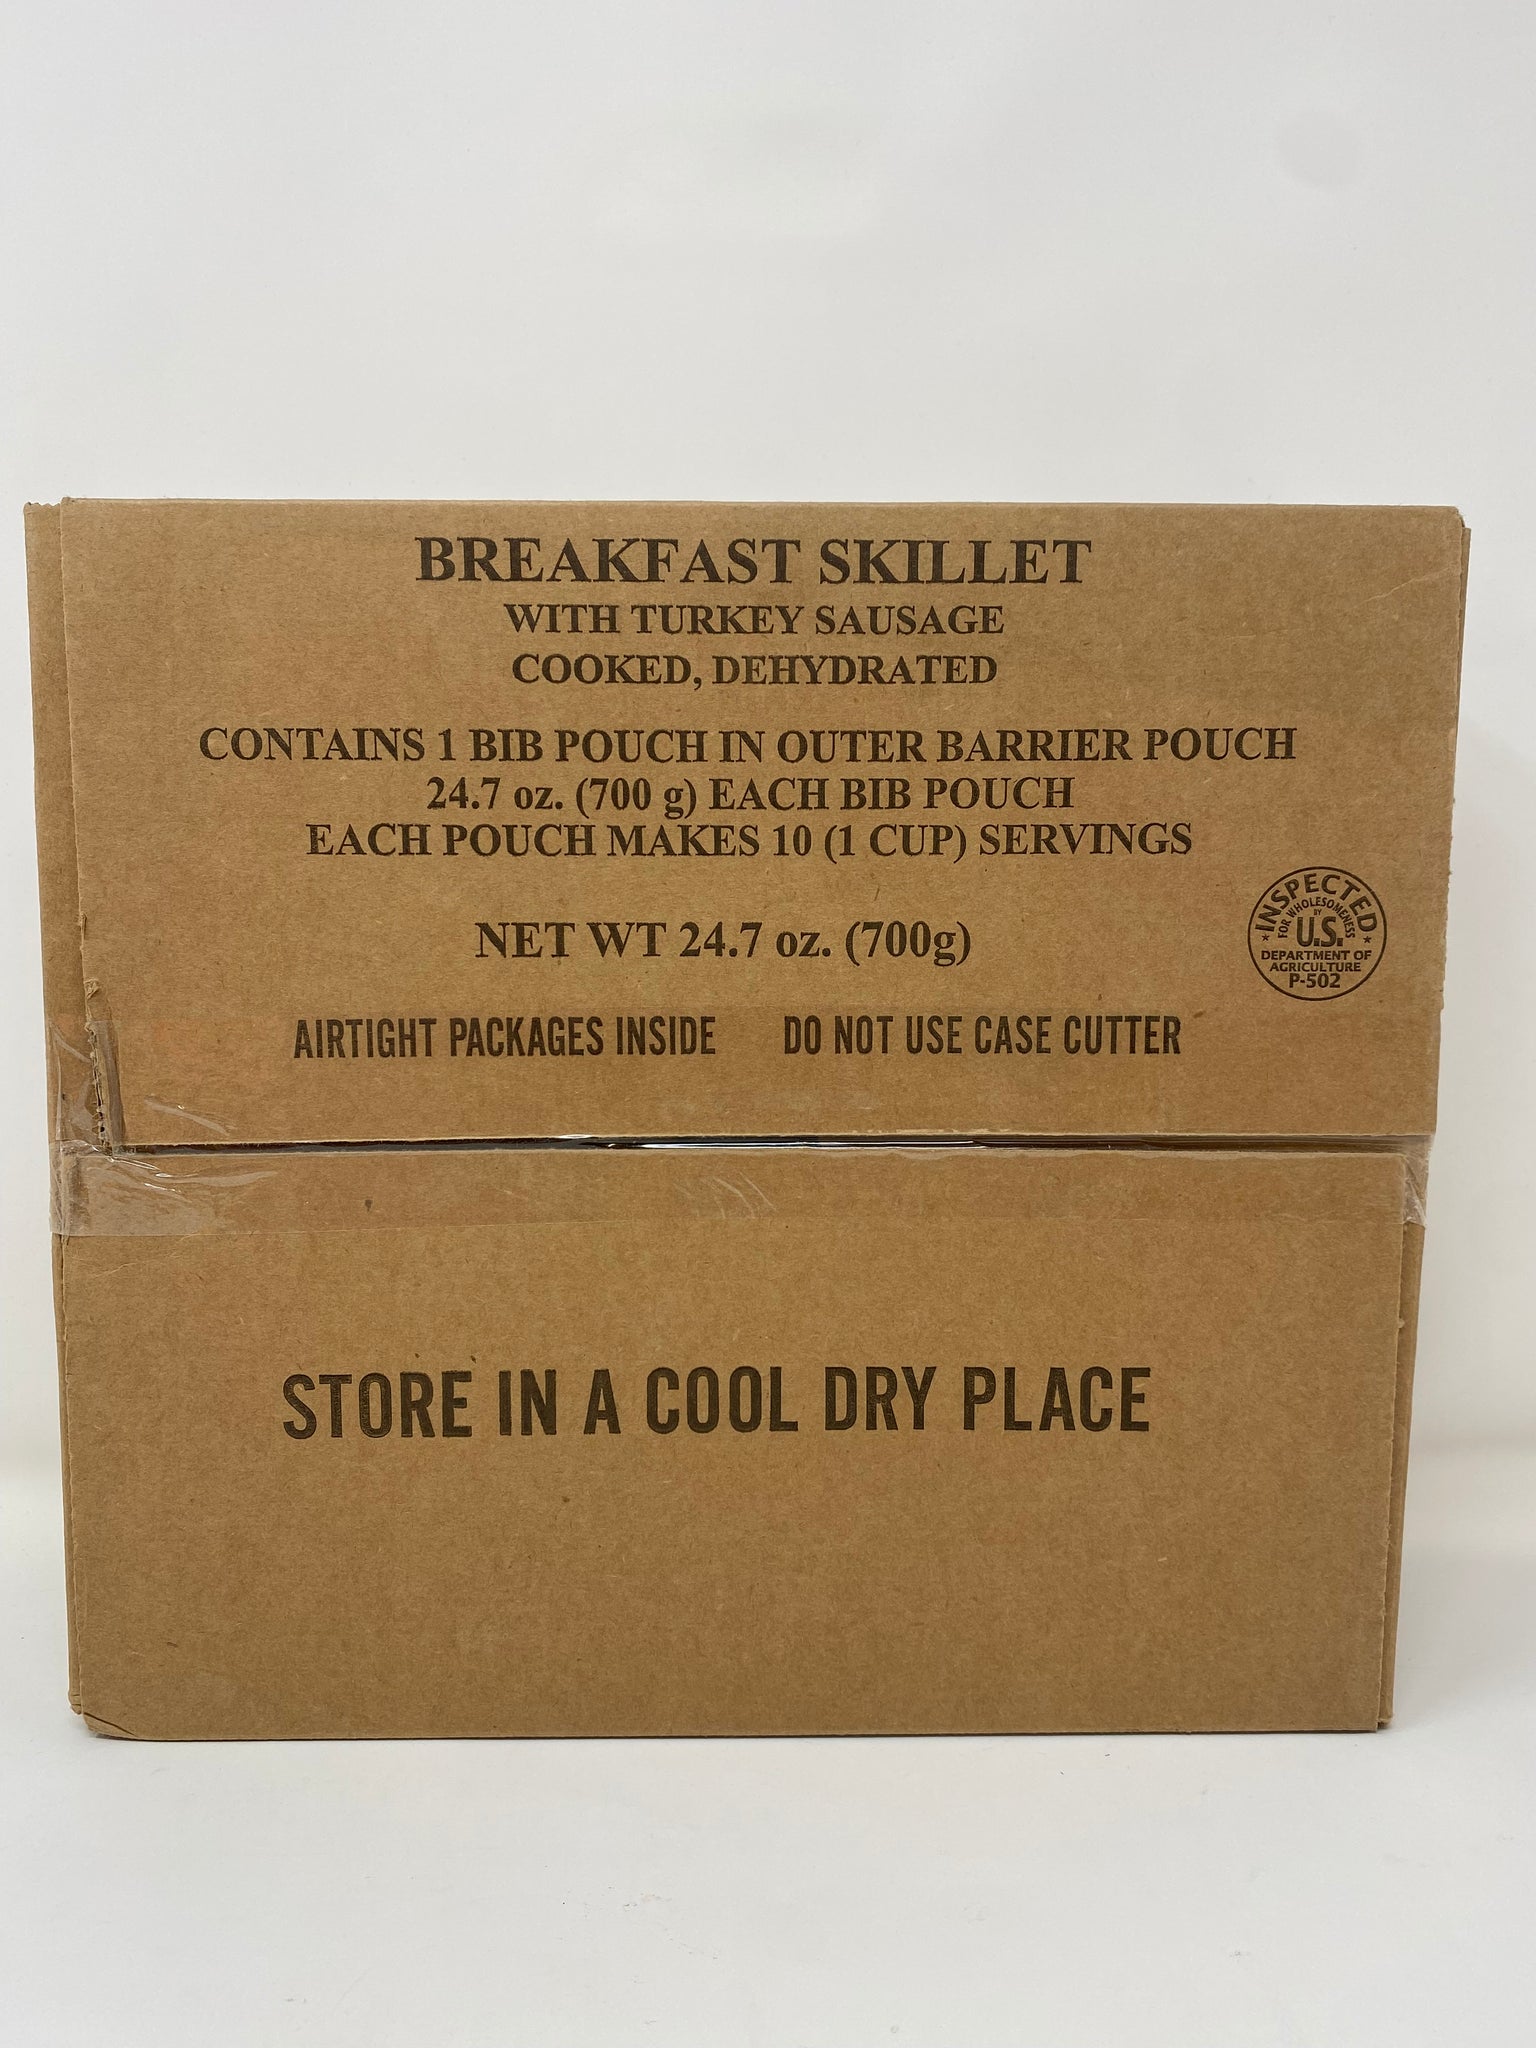 BREAKFAST SKILLET
WITH TURKEY SAUSAGE
COOKED, DEHYDRATED
CONTAINS 1 BIB POUCH IN OUTER BARRIER POUCH
24.7 oz. (700 g) EACH BIB POUCH
EACH POUCH MAKES 10 (1 CUP) SERVINGS
NET WT 24.7 oz. (700g)
INSPECTED
FOR WHOLESOMENESS
BY
U.S.
DEPARTMENT OF
AGRICULTURE
P-502
AIRTIGHT PACKAGES INSIDE DO NOT USE CASE CUTTER
STORE IN A COOL DRY PLACE